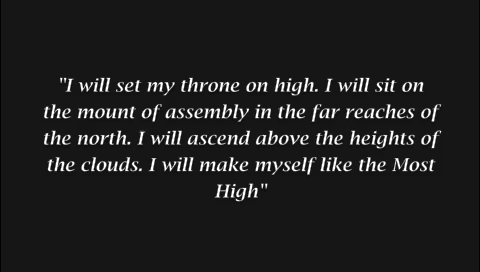 "I will set my throne on high. I will sit on
the mount of assembly in the far reaches of
the north. I will ascend above the heights of
the clouds. I will make myself like the Most
High"